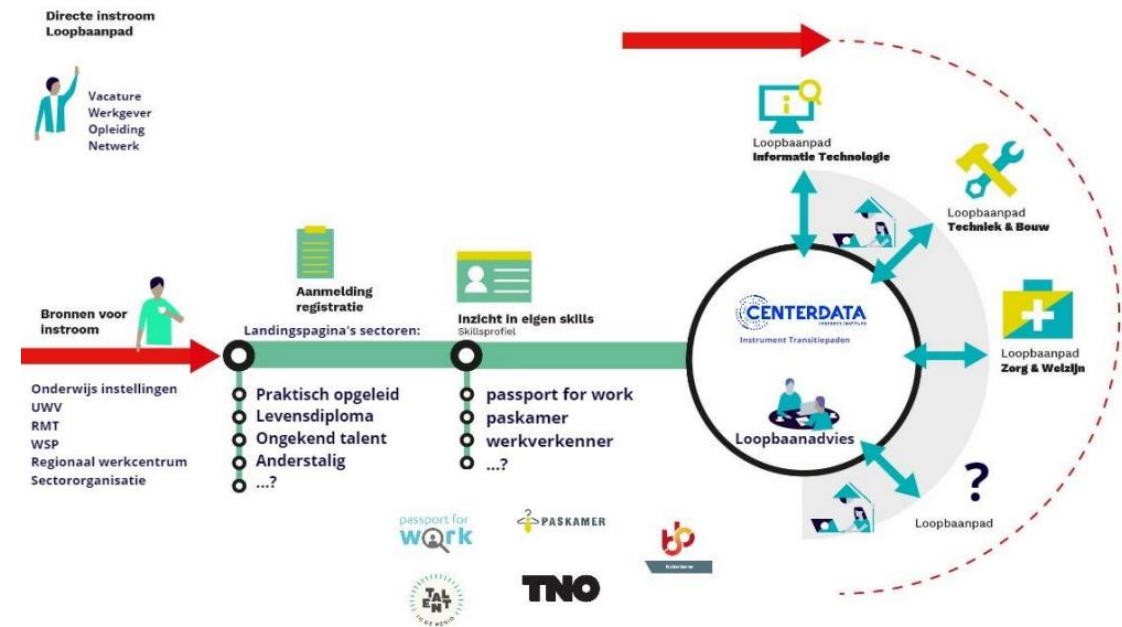 Directe instroom
Loopbaanpad
Vacature
Werkgever
Opleiding
Netwerk
Bronnen voor
instroom
Onderwijs instellingen
UWV
RMT
WSP
Regionaal werkcentrum
Sectororganisatie
Aanmelding
registratie
Landingspagina's sectoren:
Praktisch opgeleid
Levensdiploma
Ongekend talent
Anderstalig
...?
Inzicht in eigen skills
Skillsprofiel
passport for work
paskamer
werkverkenner
...?
passport for
work
PASKAMER
TALENT
TNO
CENTERDATA
Instrument Transitiepaden
Loopbaanadvies
Loopbaanpad
Informatie Technologie
Loopbaanpad
Techniek & Bouw
Loopbaanpad
Zorg & Welzijn
?
Loopbaanpad